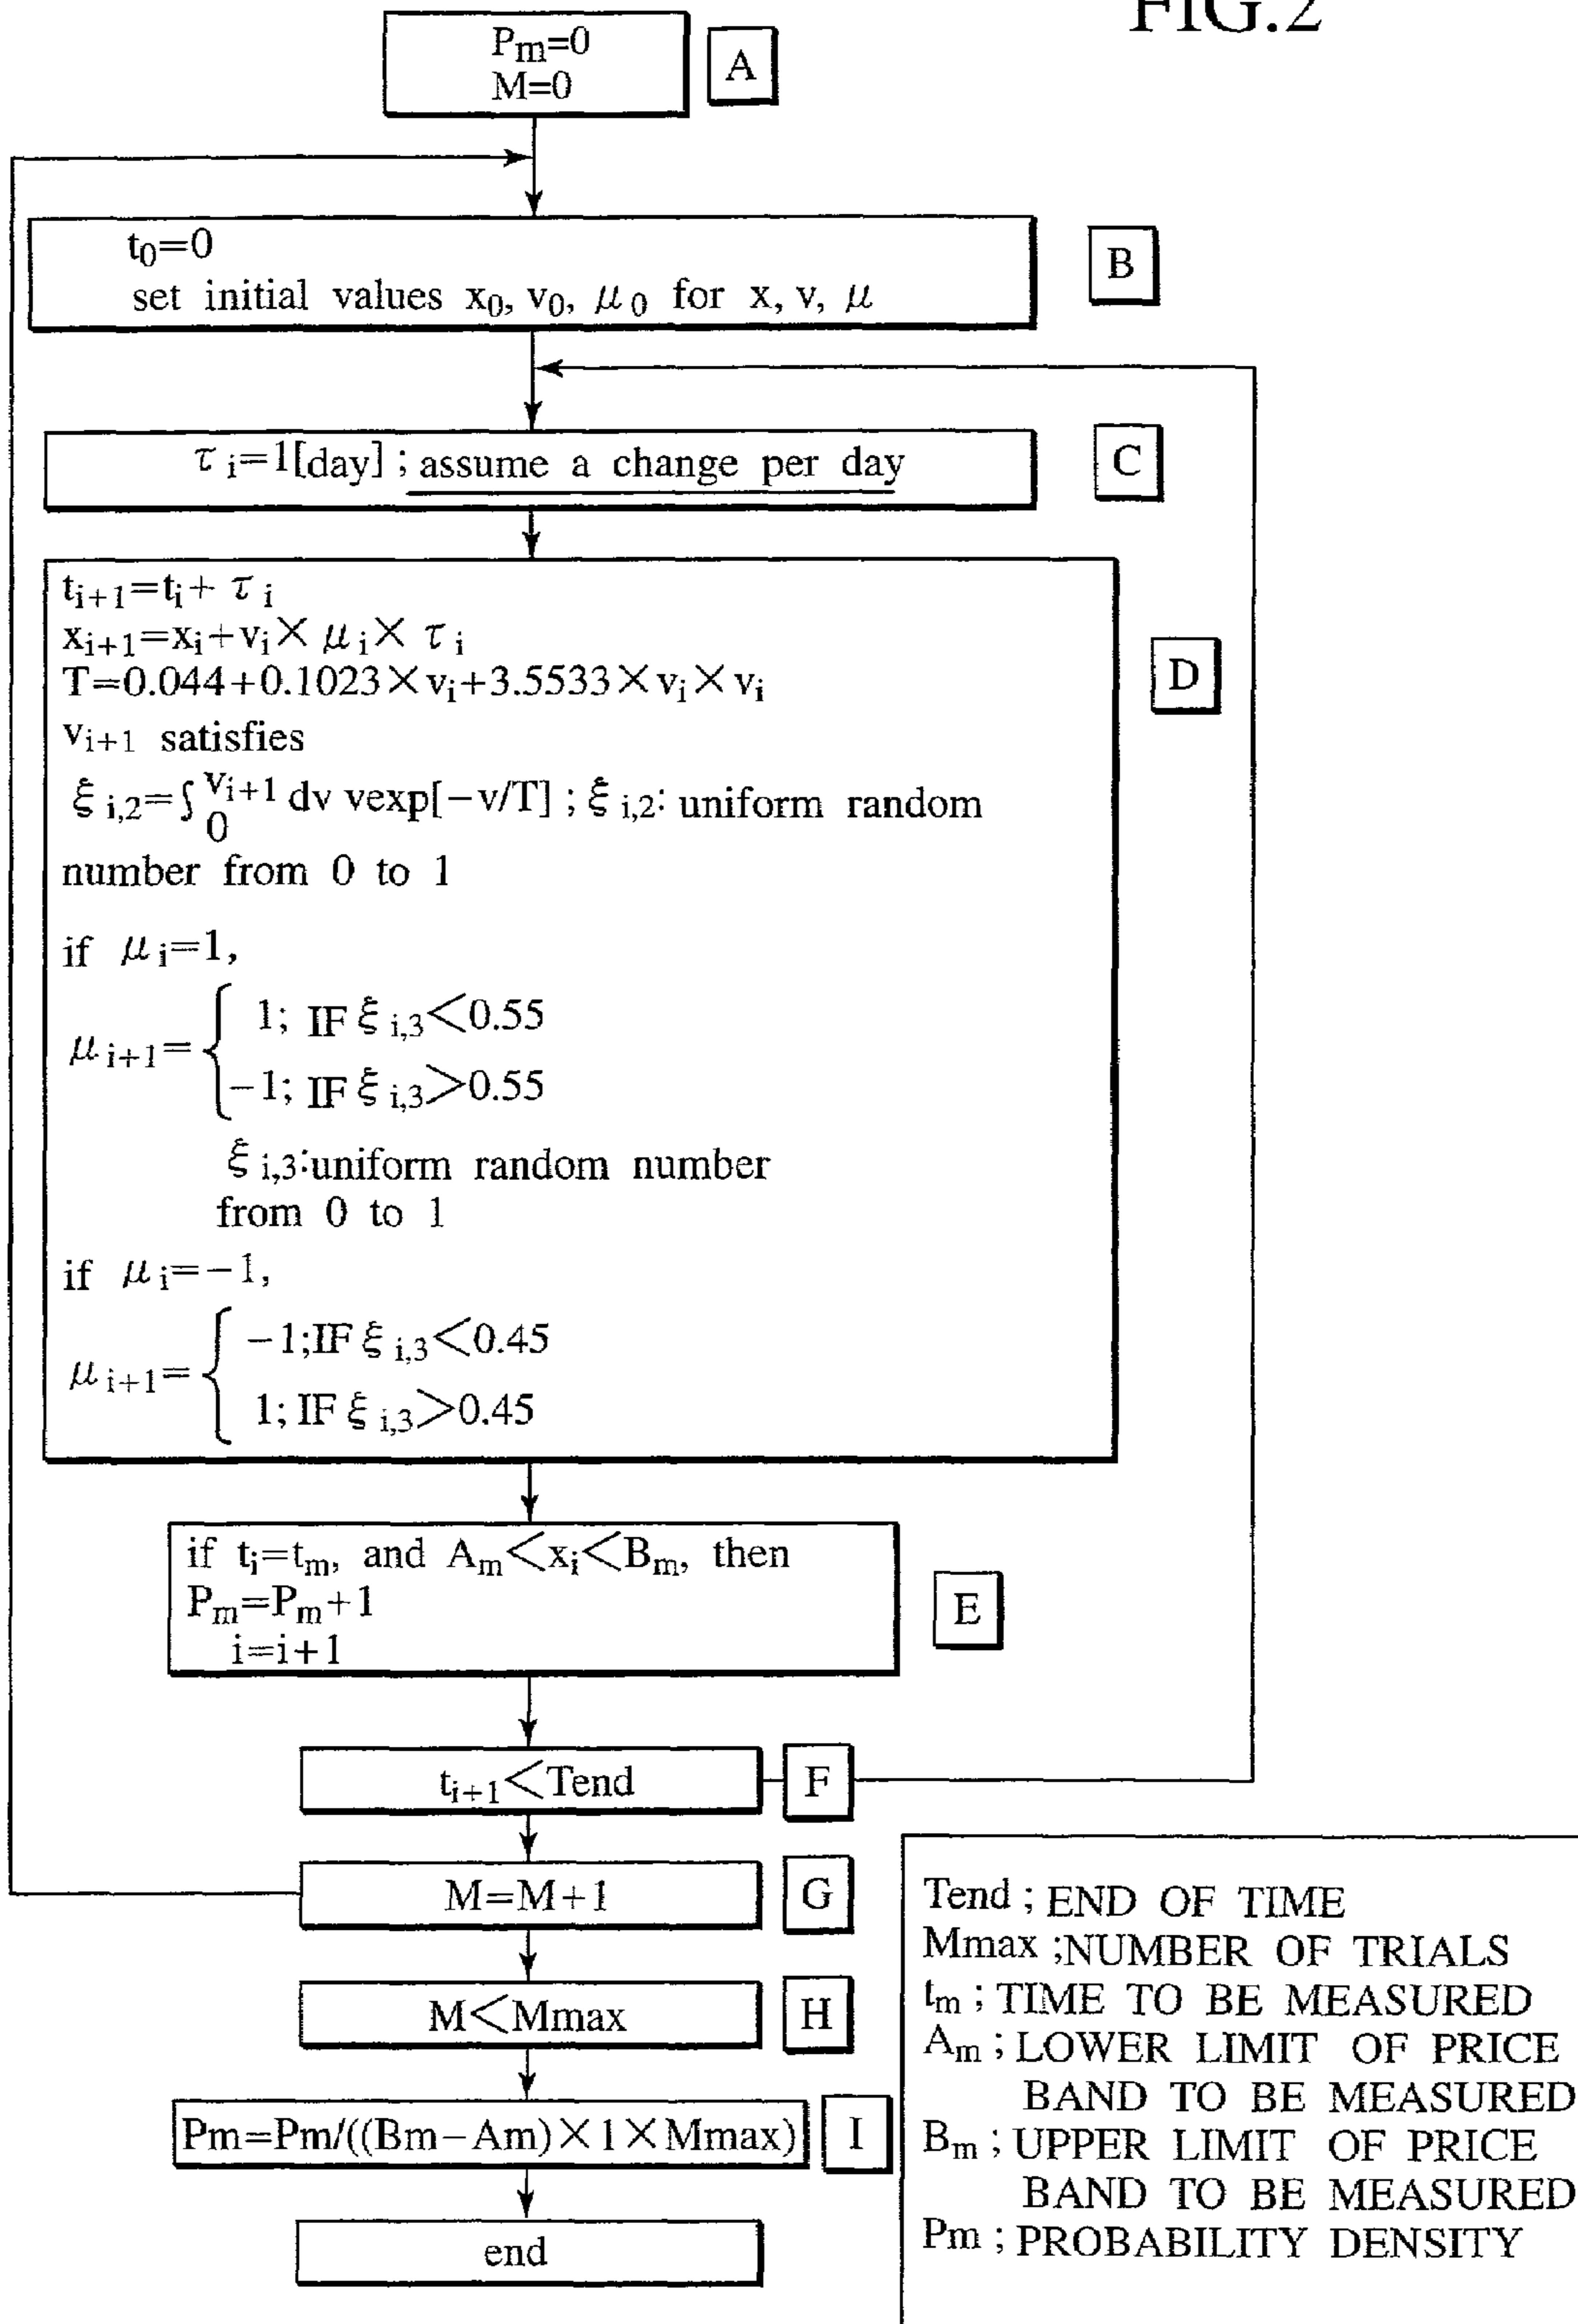 FIG.2
Pm=0
M=0
A
t0=0
set initial values x0, v0, μ0 for x, v, μ
B
τi=1[day] ; assume a change per day
C
ti+1=ti+ τi
xi+1=xi+vi× μi× τi
T=0.044+0.1023×vi+3.5533×vi×vi
D
vi+1 satisfies
ξi,2=∫0^vi+1 dv vexp[-v/T] ; ξi,2: uniform random
number from 0 to 1
if μi=1,
μi+1= { 1; IF ξi,3<0.55
-1; IF ξi,3>0.55
ξi,3:uniform random number
from 0 to 1
if μi=-1,
μi+1= { -1;IF ξi,3<0.45
1; IF ξi,3>0.45
if ti=tm, and Am<xi<Bm, then
Pm=Pm+1
i=i+1
E
ti+1<Tend
F
M=M+1
G
M<Mmax
H
Pm=Pm/((Bm-Am)×1×Mmax)
I
end
Tend ; END OF TIME
Mmax ;NUMBER OF TRIALS
tm ; TIME TO BE MEASURED
Am ; LOWER LIMIT OF PRICE
BAND TO BE MEASURED
Bm ; UPPER LIMIT OF PRICE
BAND TO BE MEASURED
Pm ; PROBABILITY DENSITY